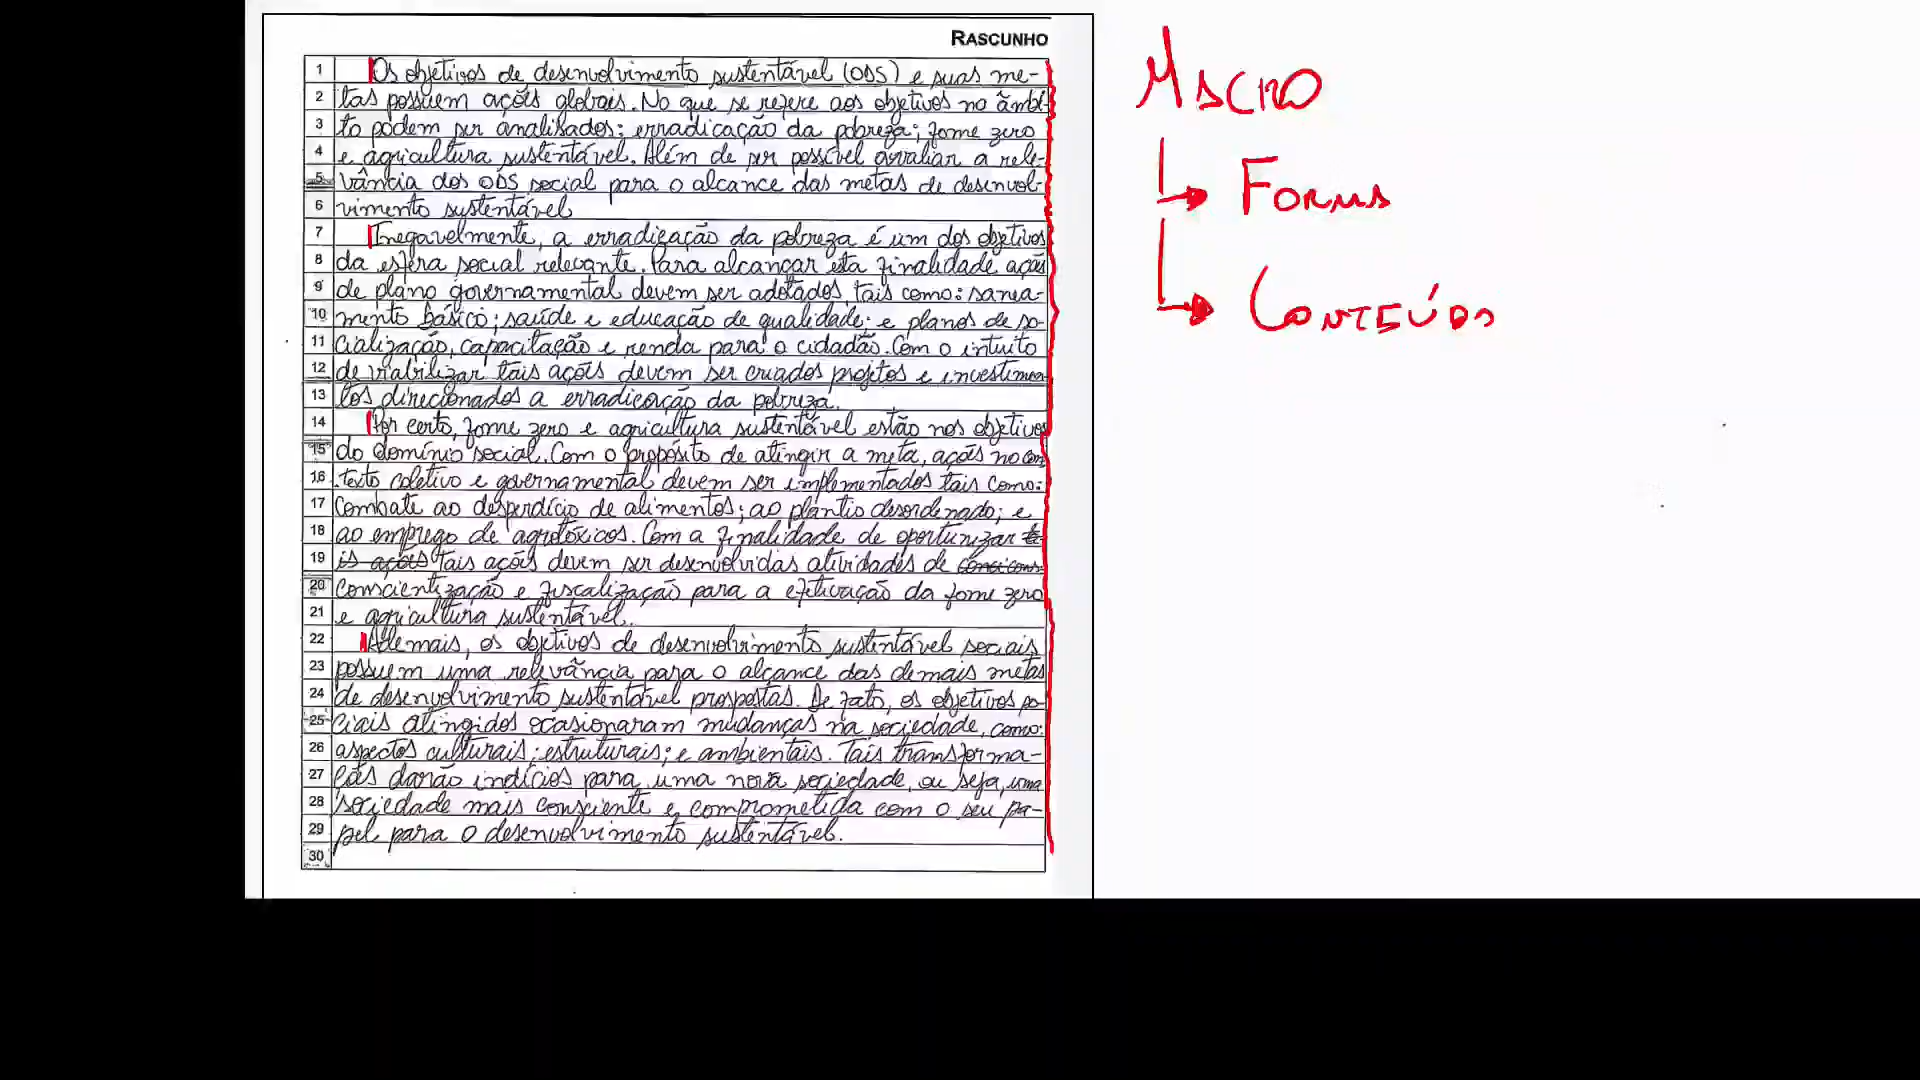 RASCUNHO
1 Os objetivos de desenvolvimento sustentável (ODS) e suas me-
2 tas possuem ações globais. No que se refere aos objetivos no âmbi-
3 to podem ser analisados: erradicação da pobreza; fome zero
4 e agricultura sustentável. Além de ser possível avaliar a rele-
5 vância dos ODS social para o alcance das metas de desenvol-
6 vimento sustentável
7 Inegavelmente, a erradicação da pobreza é um dos objetivos
8 da esfera social relevante. Para alcançar esta finalidade ações
9 de plano governamental devem ser adotados, tais como: sanea-
10 mento básico; saúde e educação de qualidade; e planos de so-
11 cialização, capacitação e renda para o cidadão. Com o intuito
12 de viabilizar tais ações devem ser criados projetos e investimen-
13 tos direcionados a erradicação da pobreza.
14 Por certo, fome zero e agricultura sustentável estão nos objetivos
15 do domínio social. Com o propósito de atingir a meta, ações no con-
16 texto coletivo e governamental devem ser implementados tais como:
17 combate ao desperdício de alimentos; ao plantio desordenado; e
18 ao emprego de agrotóxicos. Com a finalidade de oportunizar ta-
19 is ações tais ações devem ser desenvolvidas atividades de
20 conscientização e fiscalização para a efetivação da fome zero
21 e agricultura sustentável.
22 Ademais, os objetivos de desenvolvimento sustentável sociais
23 possuem uma relevância para o alcance das demais metas
24 de desenvolvimento sustentável propostas. De fato, os objetivos so-
25 ciais atingidos ocasionaram mudanças na sociedade, como:
26 aspectos culturais; estruturais; e ambientais. Tais transforma-
27 ções darão indícios para uma nova sociedade, ou seja, uma
28 sociedade mais consciente e comprometida com o seu pa-
29 pel para o desenvolvimento sustentável.
30
MACRO
FORMA
CONTEÚDO